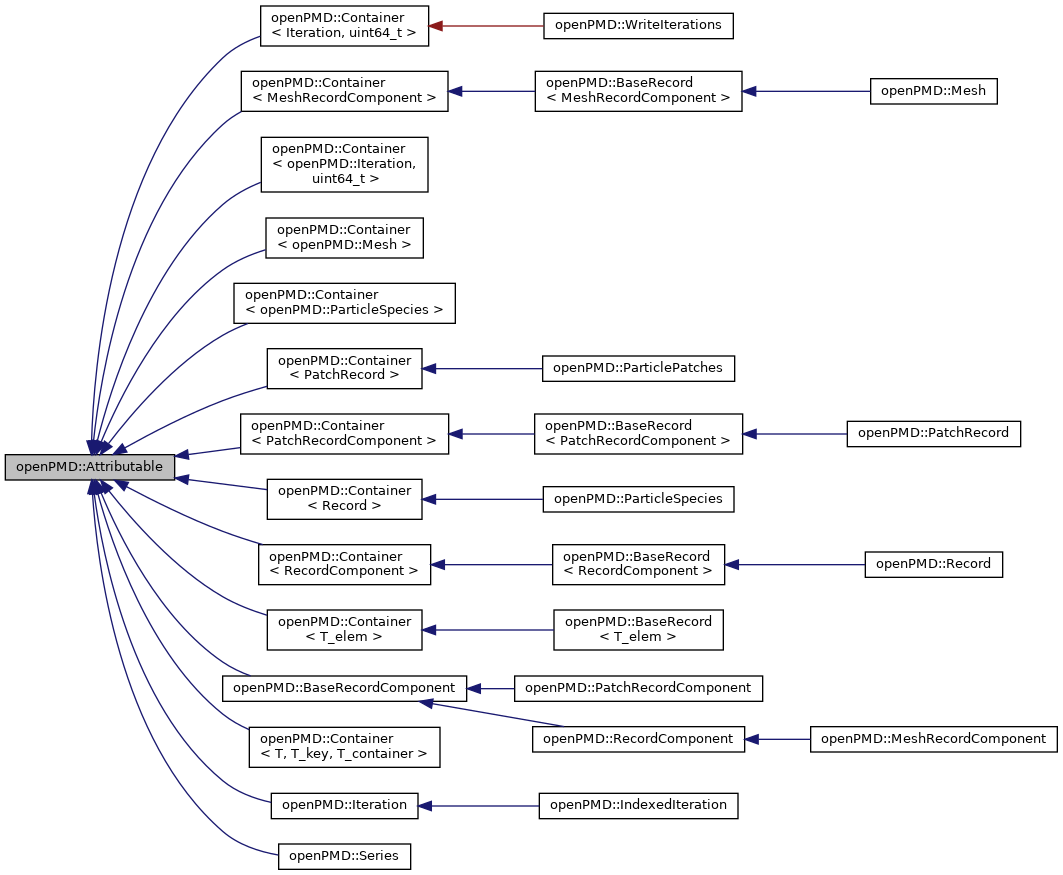 openPMD::Container
< Iteration, uint64_t >
openPMD::WriteIterations
openPMD::Container
< MeshRecordComponent >
openPMD::BaseRecord
< MeshRecordComponent >
openPMD::Mesh
openPMD::Container
< openPMD::Iteration,
uint64_t >
openPMD::Container
< openPMD::Mesh >
openPMD::Container
< openPMD::ParticleSpecies >
openPMD::Container
< PatchRecord >
openPMD::ParticlePatches
openPMD::Container
< PatchRecordComponent >
openPMD::BaseRecord
< PatchRecordComponent >
openPMD::PatchRecord
openPMD::Attributable
openPMD::Container
< Record >
openPMD::ParticleSpecies
openPMD::Container
< RecordComponent >
openPMD::BaseRecord
< RecordComponent >
openPMD::Record
openPMD::Container
< T_elem >
openPMD::BaseRecord
< T_elem >
openPMD::BaseRecordComponent
openPMD::PatchRecordComponent
openPMD::Container
< T, T_key, T_container >
openPMD::RecordComponent
openPMD::MeshRecordComponent
openPMD::Iteration
openPMD::IndexedIteration
openPMD::Series